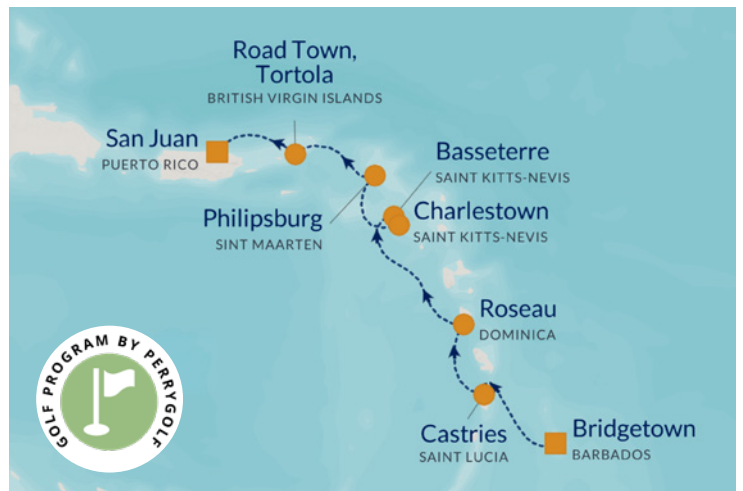 Road Town,
Tortola
BRITISH VIRGIN ISLANDS
San Juan
PUERTO RICO
Basseterre
SAINT KITTS-NEVIS
Philipsburg
SINT MAARTEN
Charlestown
SAINT KITTS-NEVIS
Roseau
DOMINICA
Castries
SAINT LUCIA
Bridgetown
BARBADOS
GOLF PROGRAM BY PERRYGOLF